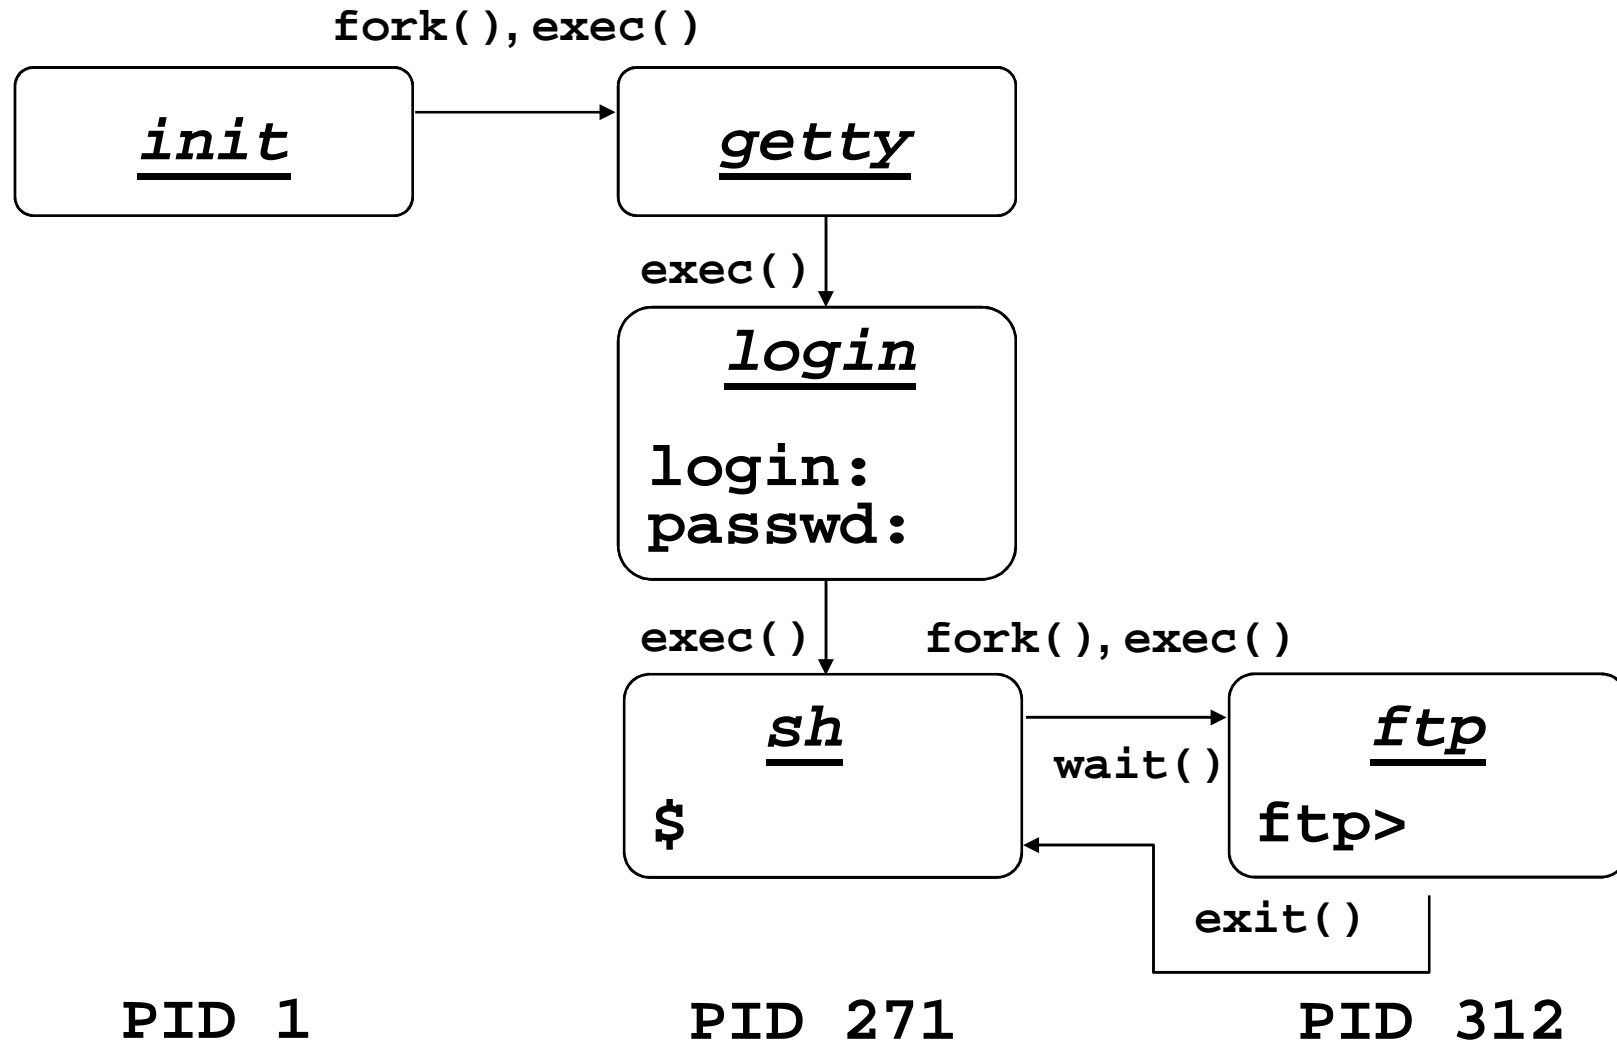 fork(), exec()
init
getty
exec()
login
login:
passwd:
exec()
fork(), exec()
sh
ftp
wait()
$
ftp>
exit()
PID 1
PID 271
PID 312